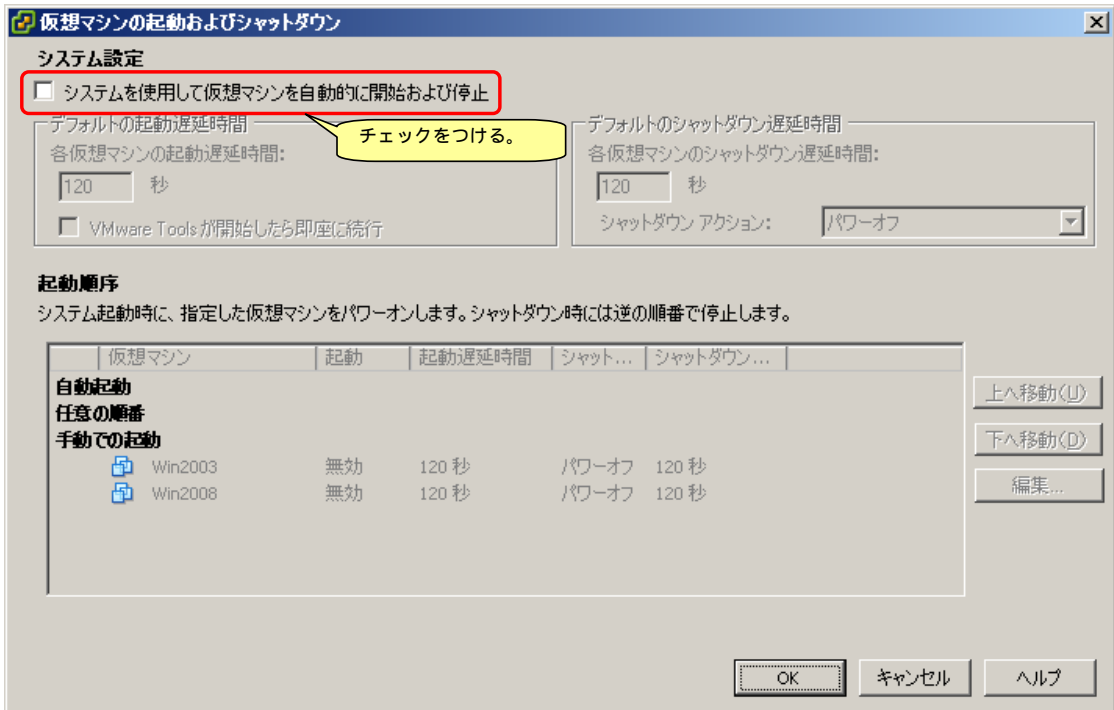 仮想マシンの起動およびシャットダウン
システム設定
システムを使用して仮想マシンを自動的に開始および停止
チェックをつける。
デフォルトの起動遅延時間
各仮想マシンの起動遅延時間:
120 秒
VMware Tools が開始したら即座に続行
デフォルトのシャットダウン遅延時間
各仮想マシンのシャットダウン遅延時間:
120 秒
シャットダウン アクション: パワーオフ
起動順序
システム起動時に、指定した仮想マシンをパワーオンします。シャットダウン時には逆の順番で停止します。
仮想マシン 起動 起動遅延時間 シャット... シャットダウン...
自動起動
任意の順番
手動での起動
Win2003 無効 120 秒 パワーオフ 120 秒
Win2008 無効 120 秒 パワーオフ 120 秒
上へ移動(U)
下へ移動(D)
編集...
OK キャンセル ヘルプ